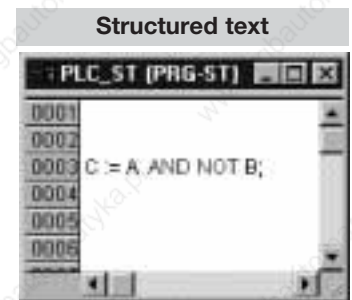 Structured text
PLC_ST (PRG-ST)
0001
0002
0003 C := A AND NOT B;
0004
0005
0006